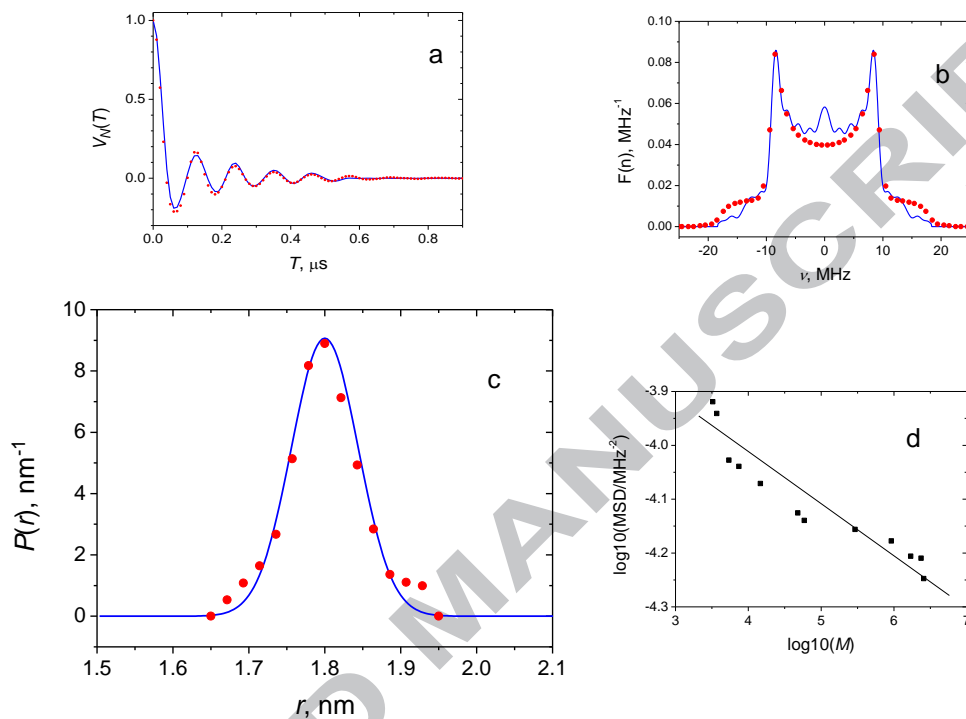 a
V_N(T)
1.0
0.5
0.0
0.0 0.2 0.4 0.6 0.8
T, μs
b
F(n), MHz⁻¹
0.10
0.08
0.06
0.04
0.02
0.00
-20 -10 0 10 20
ν, MHz
c
P(r), nm⁻¹
10
8
6
4
2
0
1.5 1.6 1.7 1.8 1.9 2.0 2.1
r, nm
d
log10(MSD/MHz⁻²)
-3.9
-4.0
-4.1
-4.2
-4.3
3 4 5 6 7
log10(M)
D MANUSCRIP